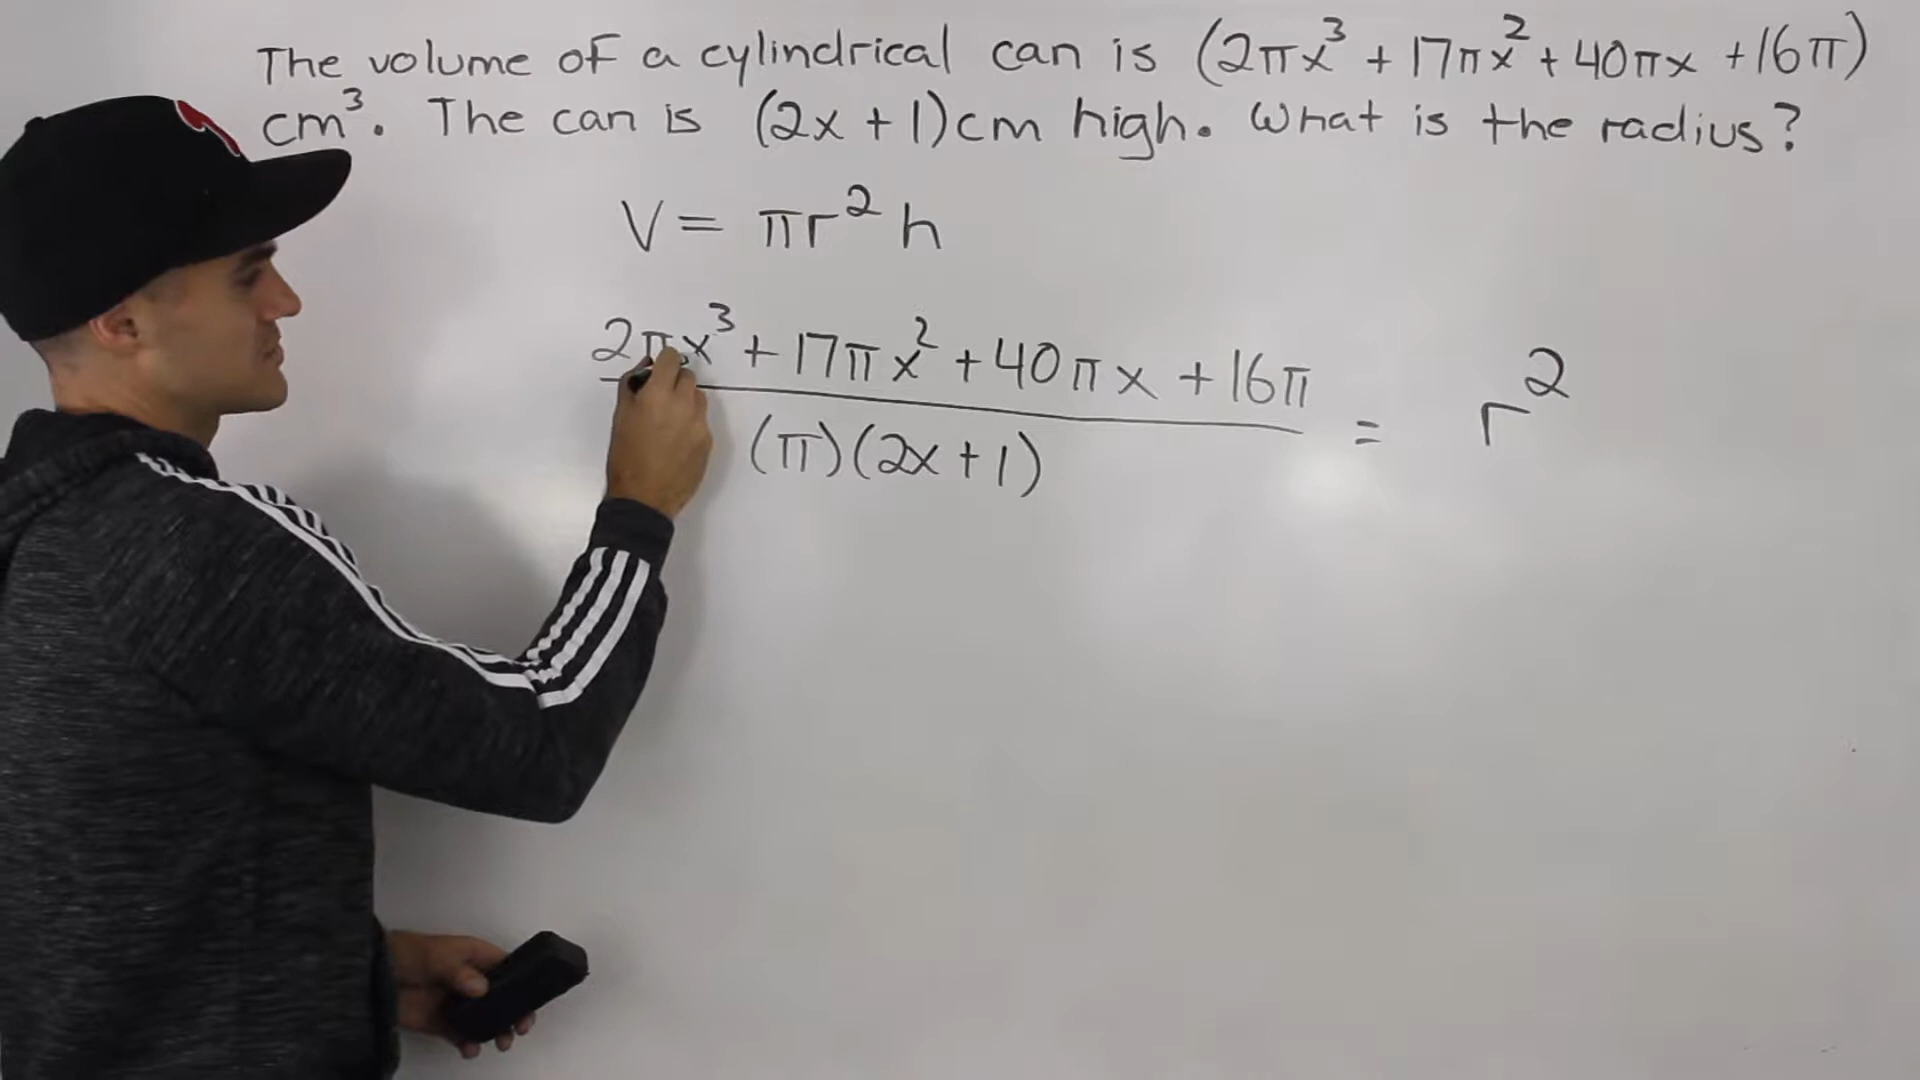 The volume of a cylindrical can is (2πx³ + 17πx² + 40πx + 16π)
cm³. The can is (2x + 1)cm high. What is the radius?
V = πr²h
2πx³ + 17πx² + 40πx + 16π
(π)(2x + 1)
= r²